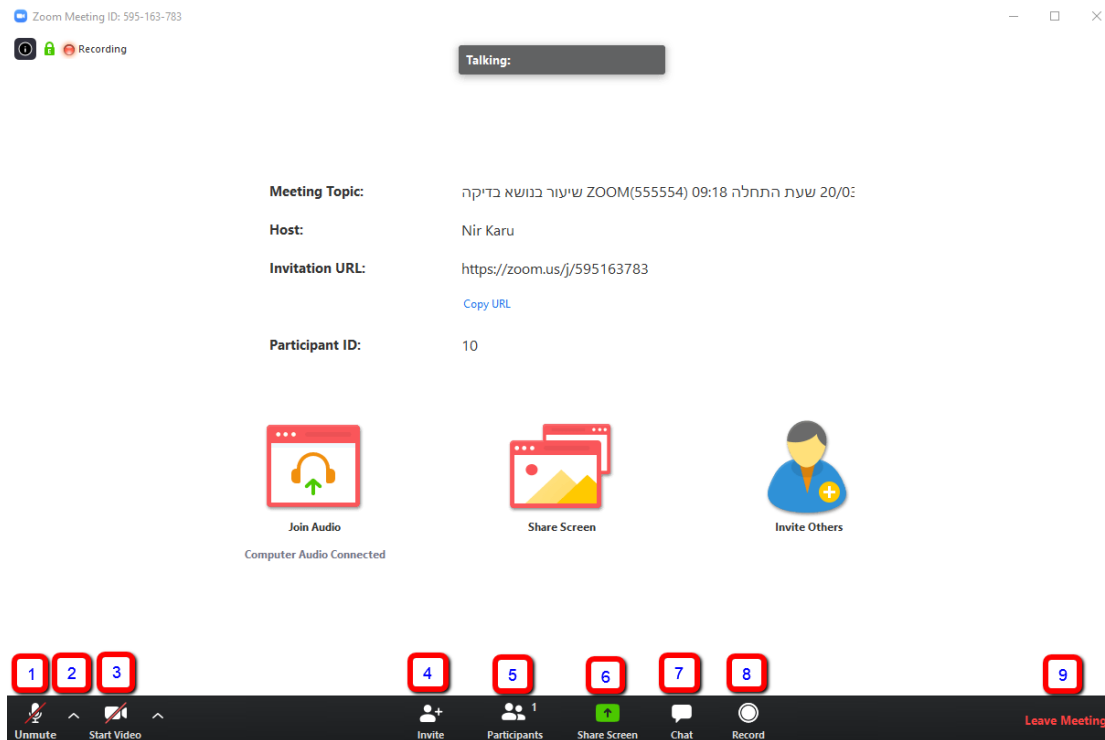 Zoom Meeting ID: 595-163-783
Recording
Talking:
Meeting Topic: שיעור בנושא בדיקה ZOOM(555554) שעת התחלה 09:18 20/03
Host: Nir Karu
Invitation URL: https://zoom.us/j/595163783
Copy URL
Participant ID: 10
Join Audio Share Screen Invite Others
Computer Audio Connected
1 2 3 4 5 6 7 8 9
1
Unmute Start Video Invite Participants Share Screen Chat Record Leave Meeting